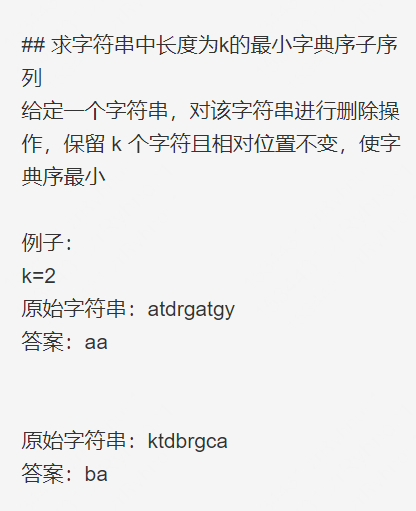 ## 求字符串中长度为k的最小字典序子序
列
给定一个字符串，对该字符串进行删除操
作，保留 k 个字符且相对位置不变，使字
典序最小
例子：
k=2
原始字符串：atdrgatgy
答案：aa
原始字符串：ktdbrgca
答案：ba